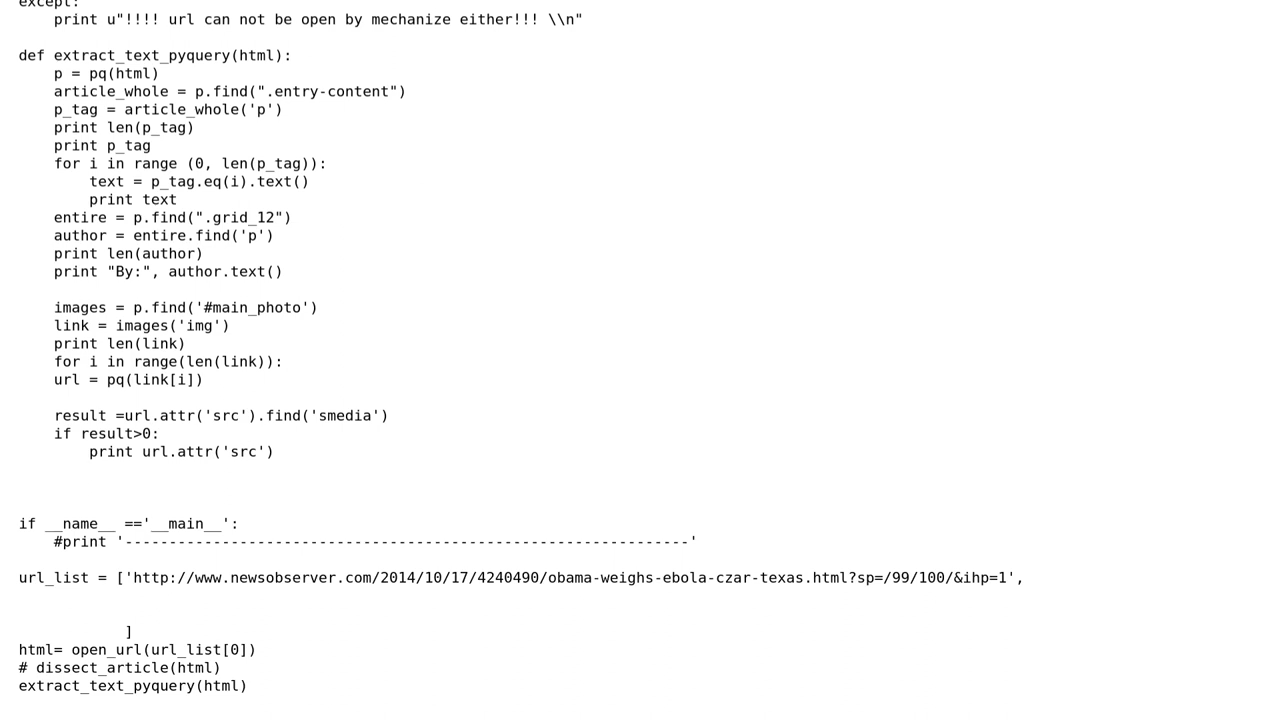 except:
    print u"!!!! url can not be open by mechanize either!!! \\n"

def extract_text_pyquery(html):
    p = pq(html)
    article_whole = p.find(".entry-content")
    p_tag = article_whole('p')
    print len(p_tag)
    print p_tag
    for i in range (0, len(p_tag)):
        text = p_tag.eq(i).text()
        print text
    entire = p.find(".grid_12")
    author = entire.find('p')
    print len(author)
    print "By:", author.text()

    images = p.find('#main_photo')
    link = images('img')
    print len(link)
    for i in range(len(link)):
    url = pq(link[i])

    result =url.attr('src').find('smedia')
    if result>0:
        print url.attr('src')

if __name__ =='__main__':
    #print '----------------------------------------------------------------'

url_list = ['http://www.newsobserver.com/2014/10/17/4240490/obama-weighs-ebola-czar-texas.html?sp=/99/100/&ihp=1',

            ]
html= open_url(url_list[0])
# dissect_article(html)
extract_text_pyquery(html)